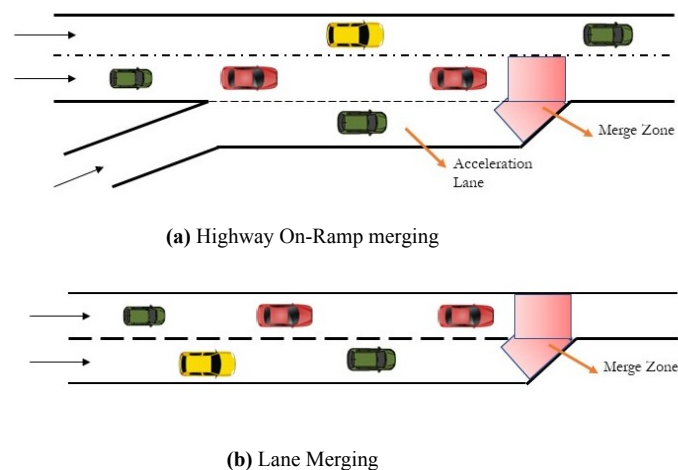 Merge Zone
Acceleration
Lane
(a) Highway On-Ramp merging
Merge Zone
(b) Lane Merging